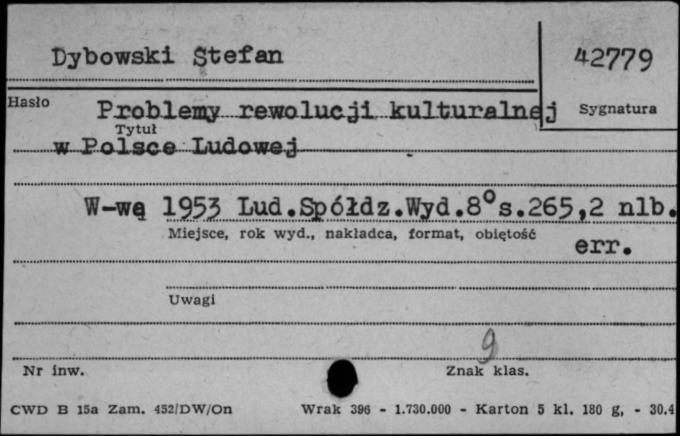 Dybowski Stefan
42779
Hasło
Problemy rewolucji kulturalnej
Sygnatura
Tytuł
w Polsce Ludowej
W-wą 1953 Lud.Spółdz.Wyd.8°s.265,2 nlb.
Miejsce, rok wyd., nakladca, format, objętość
err.
Uwagi
9
Nr inw.
Znak klas.
CWD B 15a Zam. 452/DW/On Wrak 396 - 1.730.000 - Karton 5 kl. 180 g, - 30.4